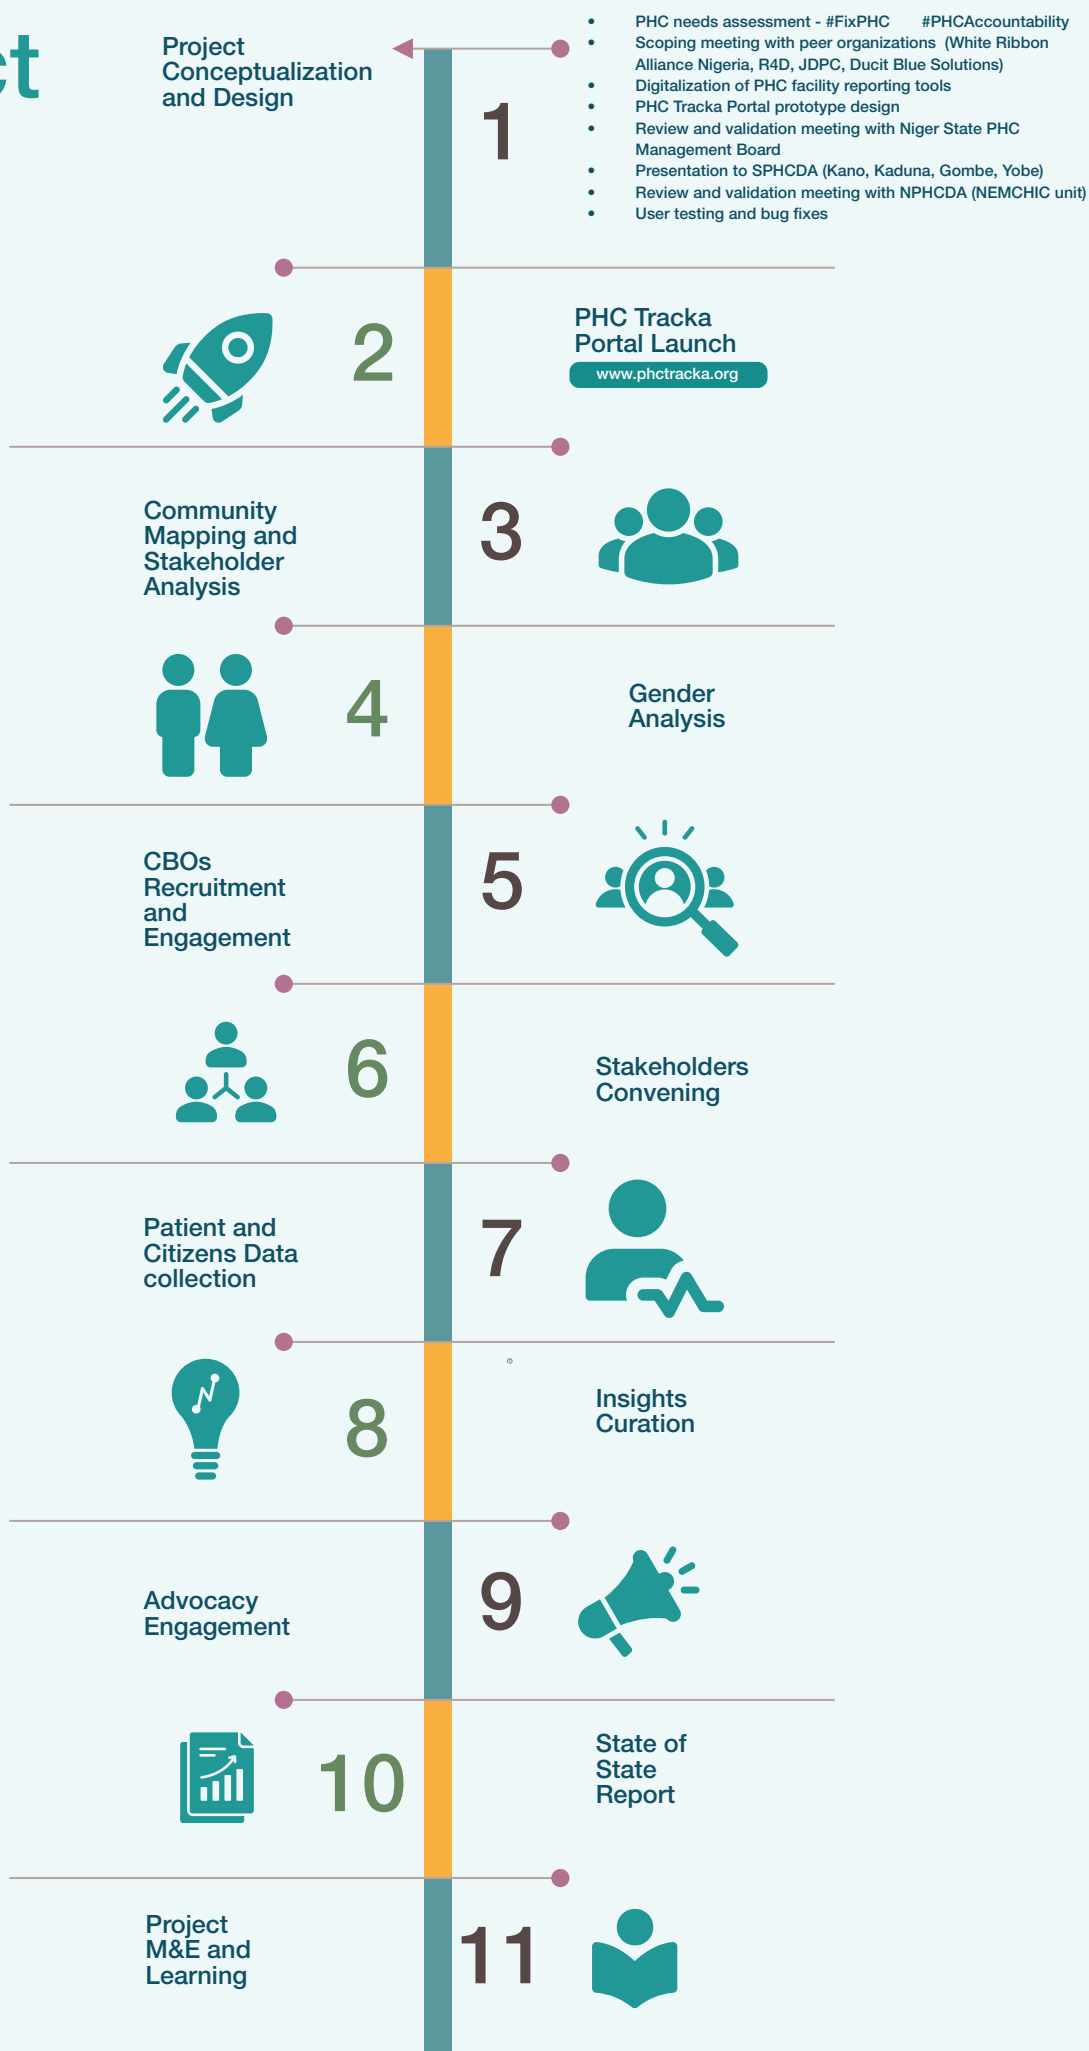 ct
Project
Conceptualization
and Design
1
• PHC needs assessment - #FixPHC #PHCAccountability
• Scoping meeting with peer organizations (White Ribbon
Alliance Nigeria, R4D, JDPC, Ducit Blue Solutions)
• Digitalization of PHC facility reporting tools
• PHC Tracka Portal prototype design
• Review and validation meeting with Niger State PHC
Management Board
• Presentation to SPHCDA (Kano, Kaduna, Gombe, Yobe)
• Review and validation meeting with NPHCDA (NEMCHIC unit)
• User testing and bug fixes
2
PHC Tracka
Portal Launch
www.phctracka.org
Community
Mapping and
Stakeholder
Analysis
3
4
Gender
Analysis
CBOs
Recruitment
and
Engagement
5
6
Stakeholders
Convening
Patient and
Citizens Data
collection
7
8
Insights
Curation
Advocacy
Engagement
9
10
State of
State
Report
Project
M&E and
Learning
11